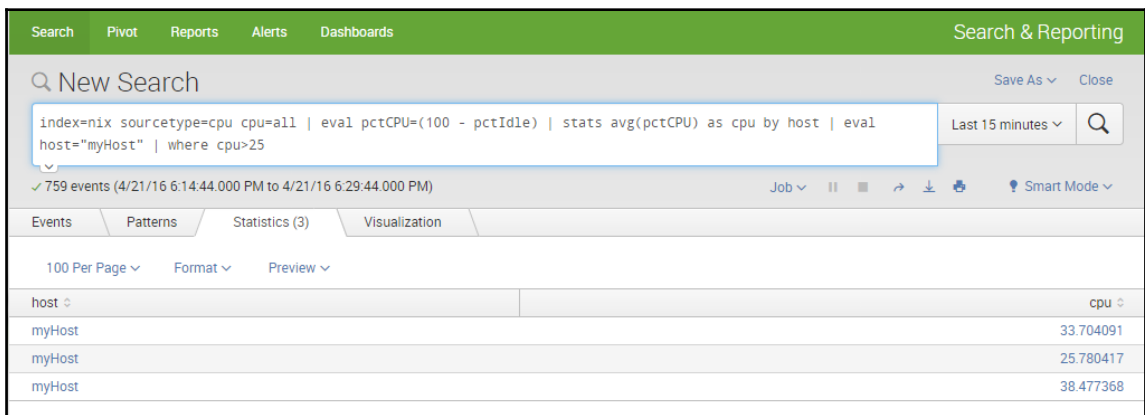 Search Pivot Reports Alerts Dashboards Search & Reporting
New Search Save As Close
index=nix sourcetype=cpu cpu=all | eval pctCPU=(100 - pctIdle) | stats avg(pctCPU) as cpu by host | eval
host="myHost" | where cpu>25
Last 15 minutes
759 events (4/21/16 6:14:44.000 PM to 4/21/16 6:29:44.000 PM) Job Smart Mode
Events Patterns Statistics (3) Visualization
100 Per Page Format Preview
host cpu
myHost 33.704091
myHost 25.780417
myHost 38.477368